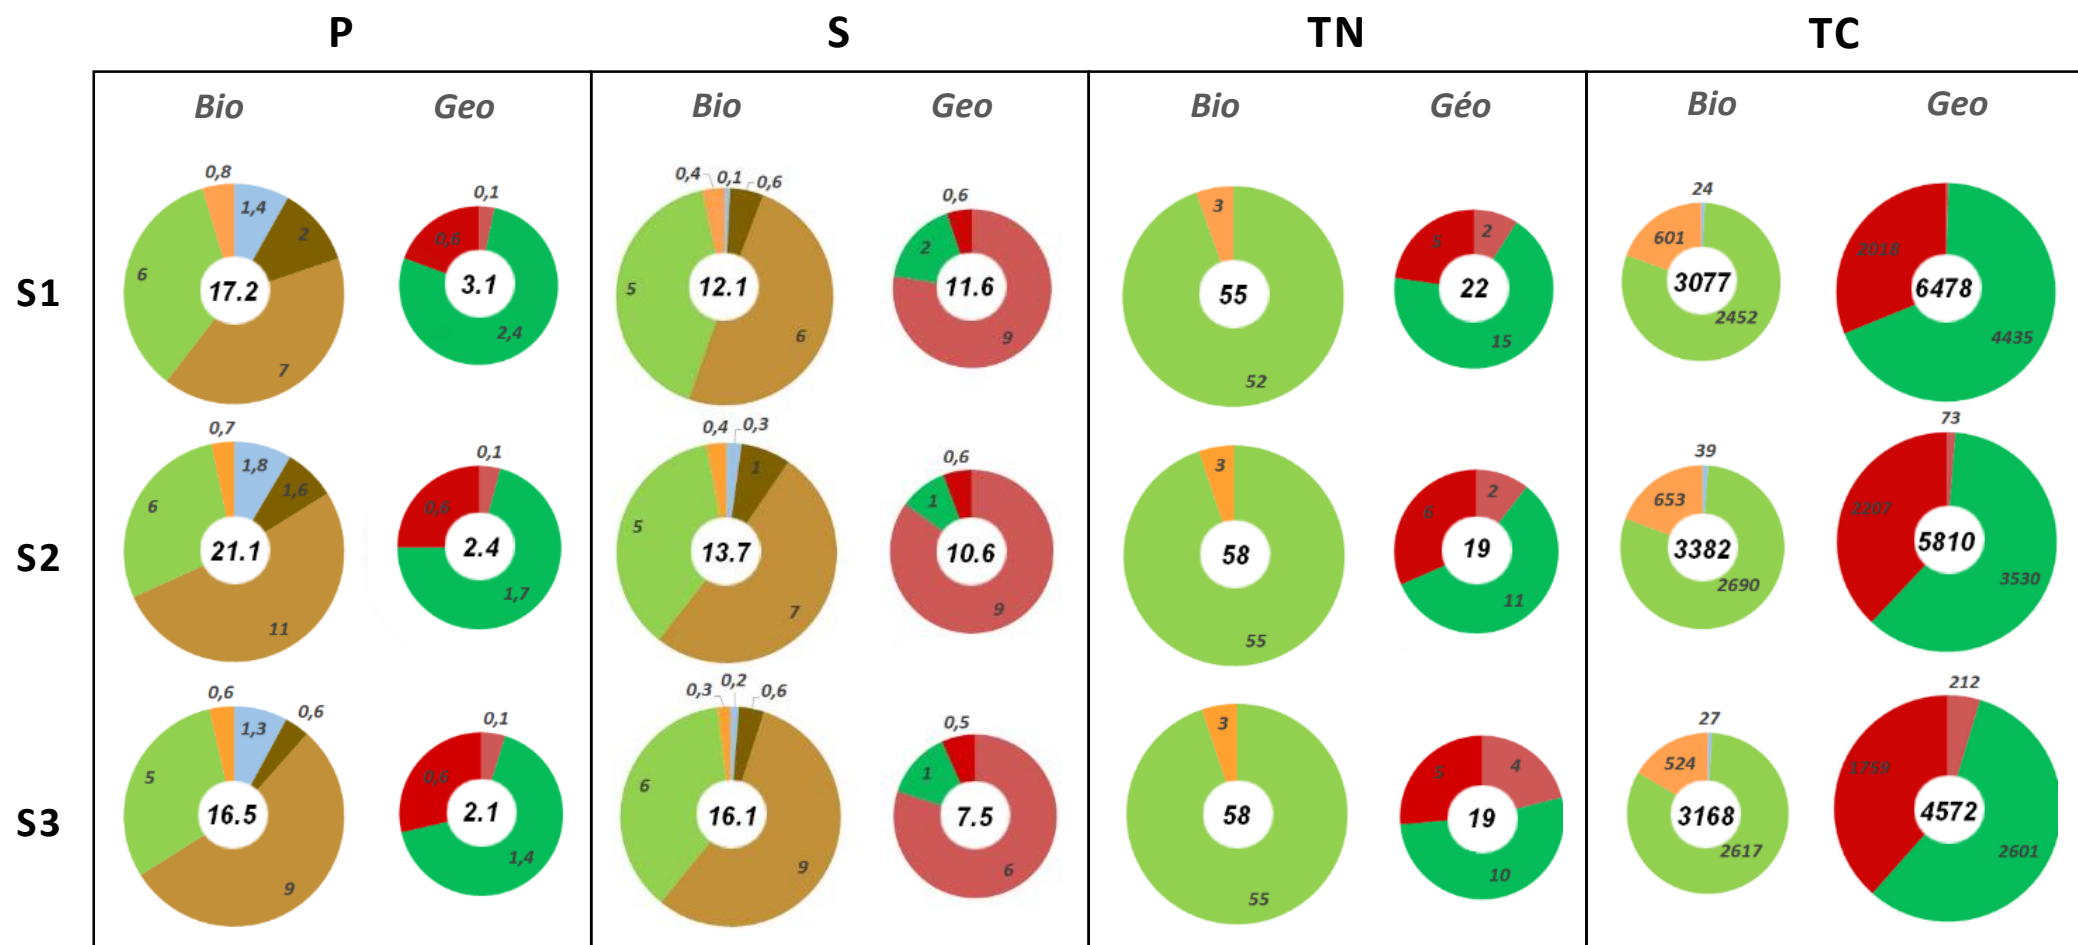 P S TN TC
Bio Geo Bio Geo Bio Géo Bio Geo
S1
0,8 1,4 2 7 6 17.2
0,1 2,4 0,6 3.1
0,4 0,1 0,6 6 5 12.1
0,6 2 9 11.6
3 52 55
2 15 5 22
24 601 2452 3077
2018 4435 6478
S2
0,7 1,8 1,6 11 6 21.1
0,1 1,7 0,6 2.4
0,4 0,3 1 7 5 13.7
0,6 1 9 10.6
3 55 58
2 11 6 19
39 653 2690 3382
73 2207 3530 5810
S3
0,6 1,3 0,6 9 5 16.5
0,1 1,4 0,6 2.1
0,3 0,2 0,6 9 6 16.1
0,5 1 6 7.5
3 55 58
4 10 5 19
27 524 2617 3168
212 1759 2601 4572